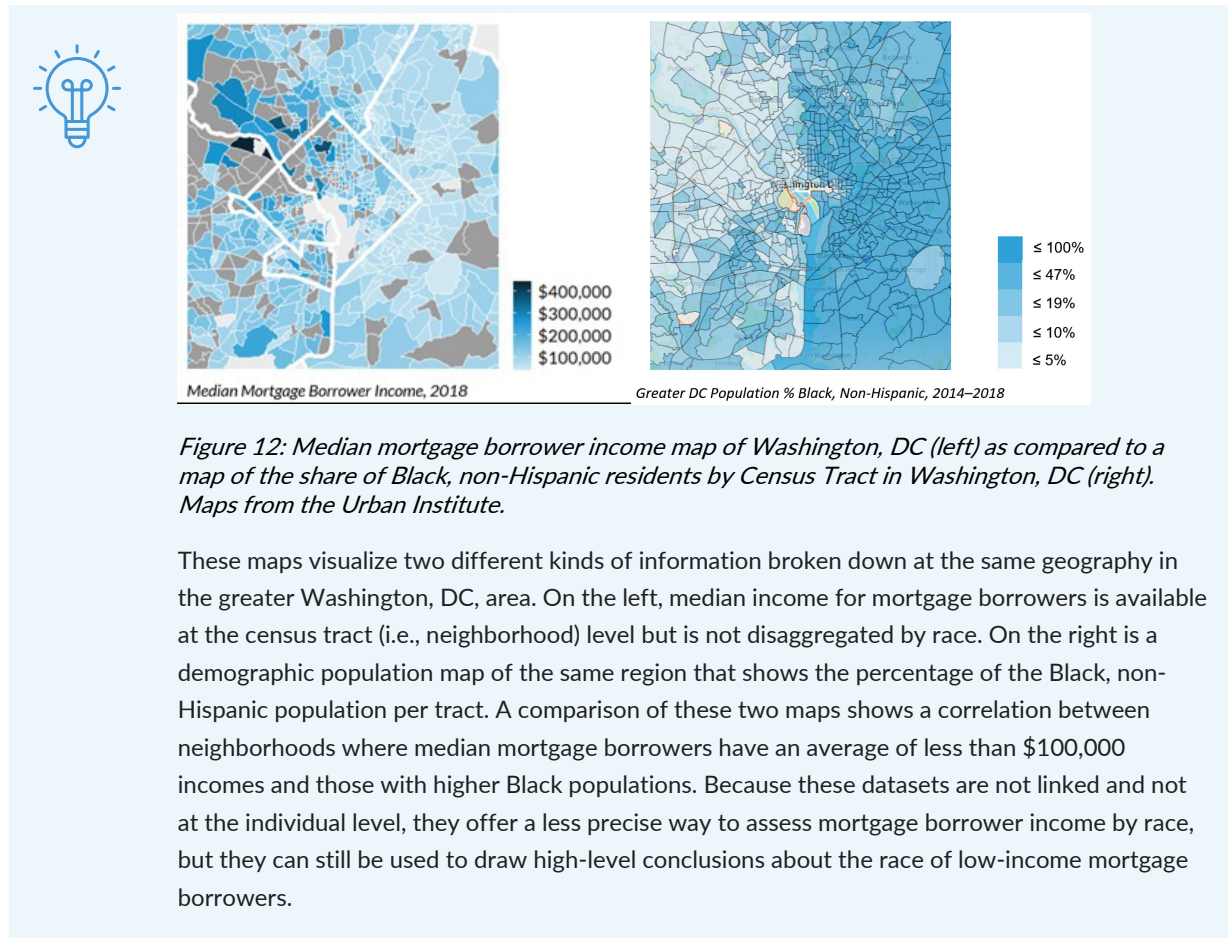 Washington D
≤ 100%
≤ 47%
≤ 19%
≤ 10%
≤ 5%
$400,000
$300,000
$200,000
$100,000
Median Mortgage Borrower Income, 2018
Greater DC Population % Black, Non-Hispanic, 2014–2018
Figure 12: Median mortgage borrower income map of Washington, DC (left) as compared to a
map of the share of Black, non-Hispanic residents by Census Tract in Washington, DC (right).
Maps from the Urban Institute.
These maps visualize two different kinds of information broken down at the same geography in
the greater Washington, DC, area. On the left, median income for mortgage borrowers is available
at the census tract (i.e., neighborhood) level but is not disaggregated by race. On the right is a
demographic population map of the same region that shows the percentage of the Black, non-
Hispanic population per tract. A comparison of these two maps shows a correlation between
neighborhoods where median mortgage borrowers have an average of less than $100,000
incomes and those with higher Black populations. Because these datasets are not linked and not
at the individual level, they offer a less precise way to assess mortgage borrower income by race,
but they can still be used to draw high-level conclusions about the race of low-income mortgage
borrowers.